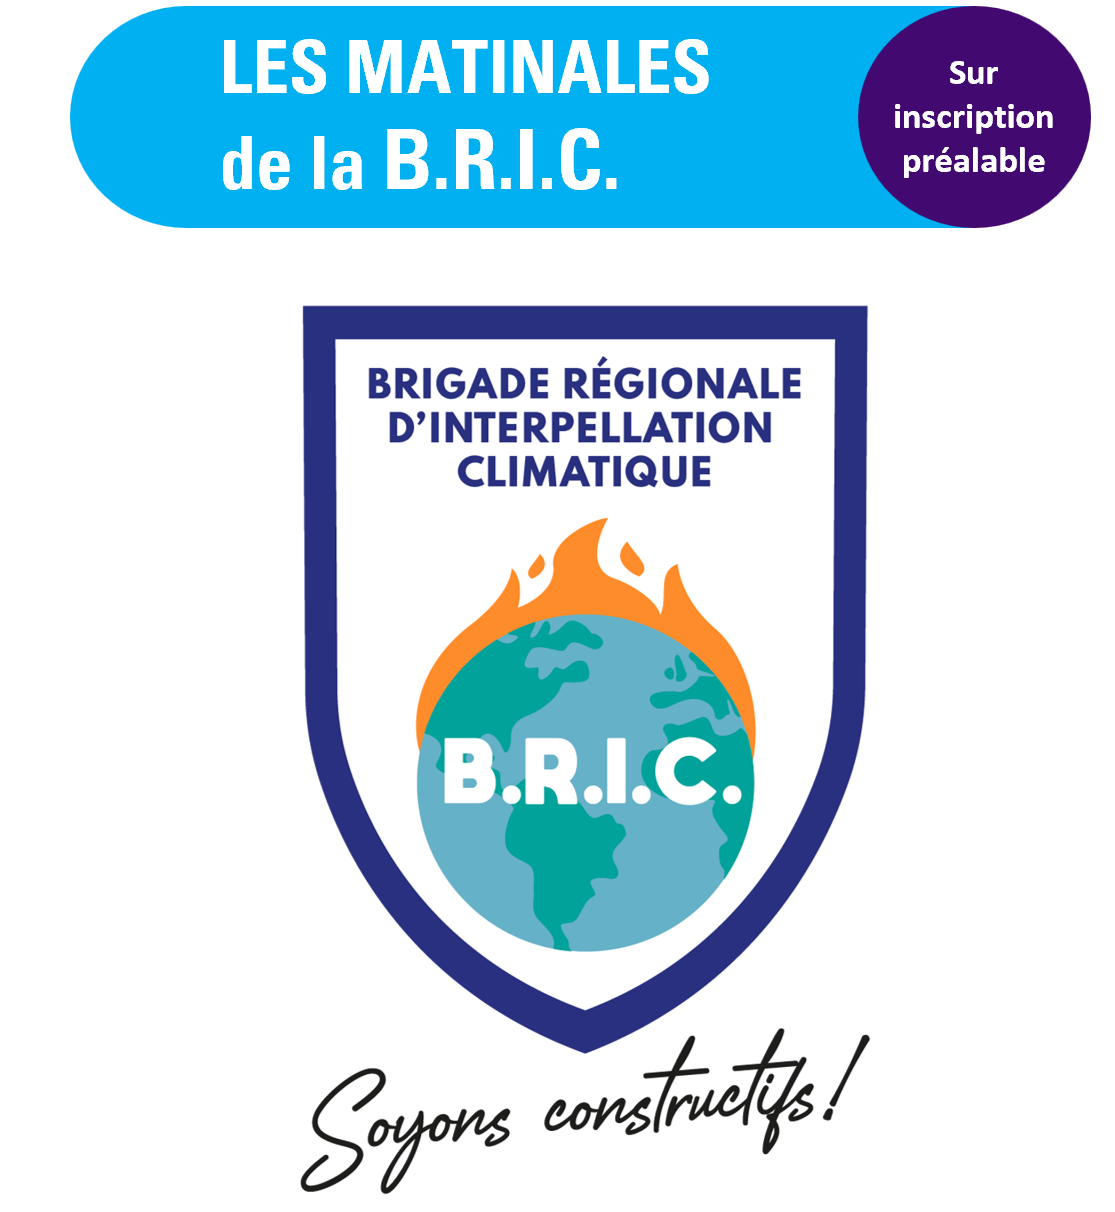 LES MATINALES
de la B.R.I.C.
Sur
inscription
préalable
BRIGADE RÉGIONALE
D’INTERPELLATION
CLIMATIQUE
B.R.I.C.
Soyons constructifs!